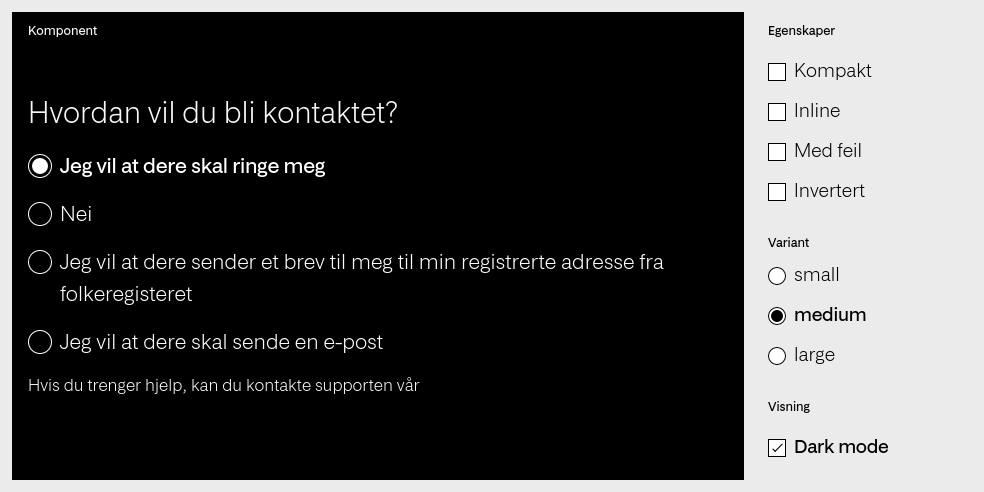 Komponent
Hvordan vil du bli kontaktet?
Jeg vil at dere skal ringe meg
Nei
Jeg vil at dere sender et brev til meg til min registrerte adresse fra
folkeregisteret
Jeg vil at dere skal sende en e-post
Hvis du trenger hjelp, kan du kontakte supporten vår
Egenskaper
Kompakt
Inline
Med feil
Invertert
Variant
small
medium
large
Visning
Dark mode